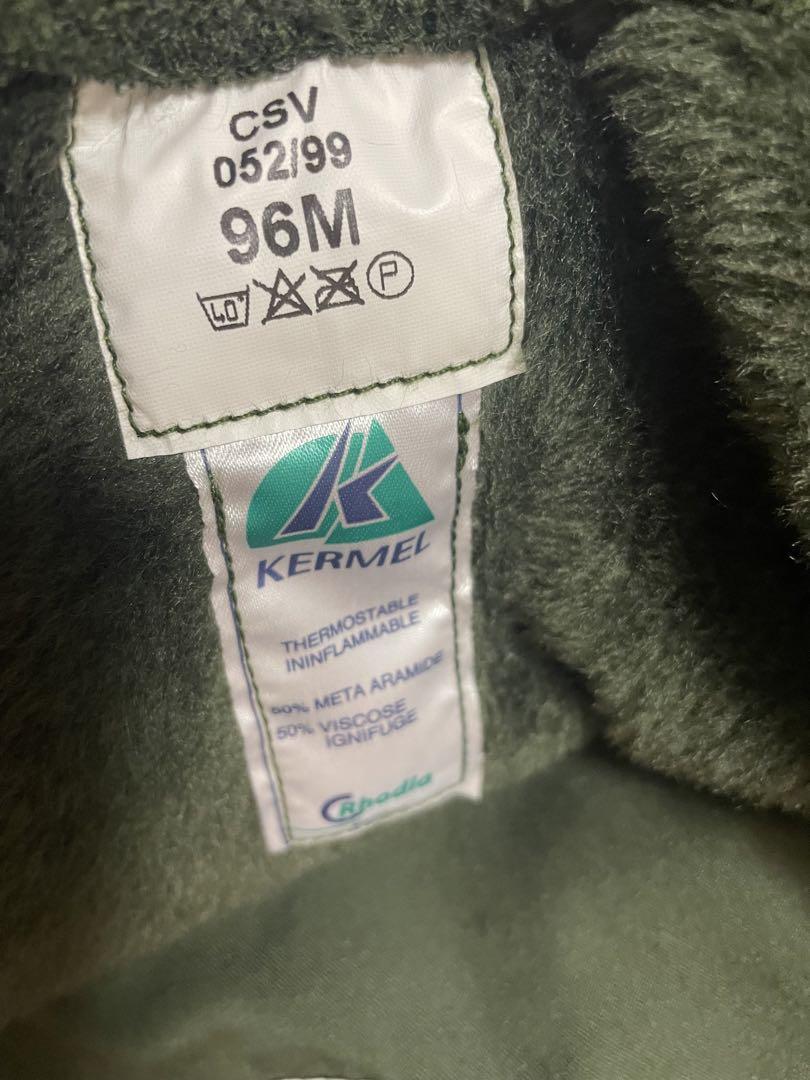 CSV
052/99
96M
40° P
KERMEL
THERMOSTABLE
ININFLAMMABLE
50% META ARAMIDE
50% VISCOSE
IGNIFUGE
Rhodia